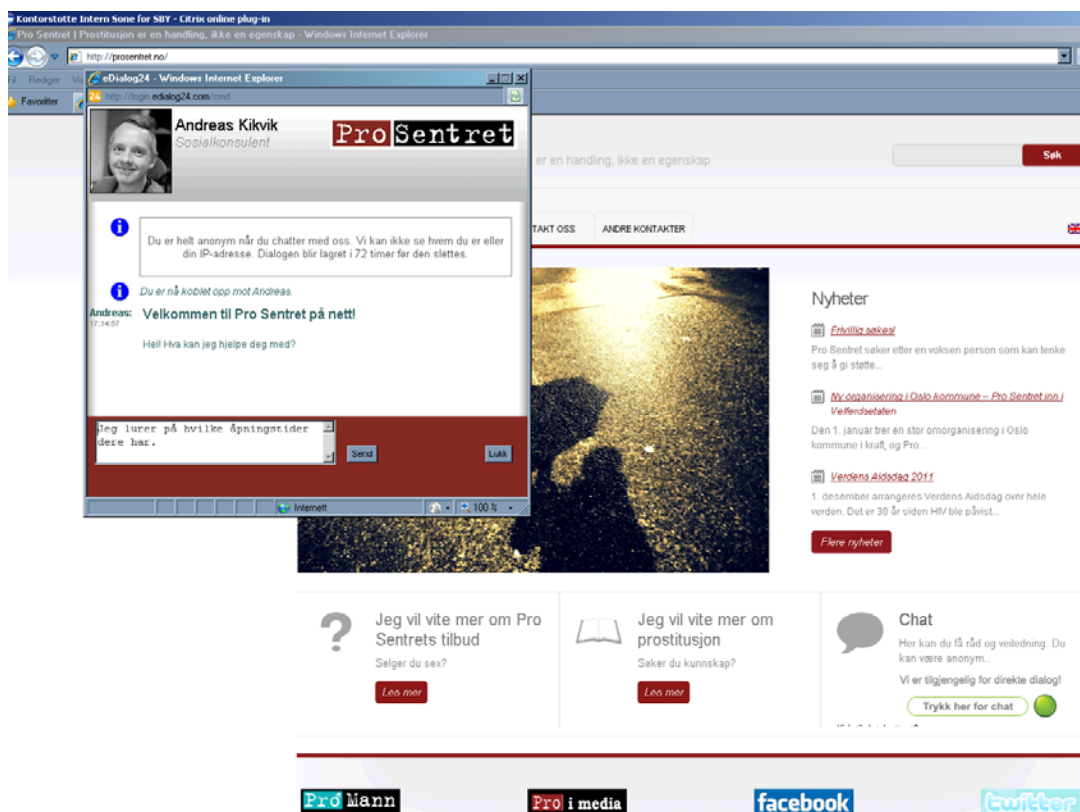 Kontorstotte Intern Sone for SBY - Citrix online plug-in
Pro Sentret | Prostitusjon er en handling, ikke en egenskap - Windows Internet Explorer
http://prosentret.no/
Fil Rediger
Favoritter
eDialog24 - Windows Internet Explorer
24 http://login.edialog24.com/cmd
Andreas Kikvik
Sosialkonsulent
Pro Sentret
Du er helt anonym når du chatter med oss. Vi kan ikke se hvem du er eller
din IP-adresse. Dialogen blir lagret i 72 timer før den slettes.
Du er nå koblet opp mot Andreas.
Andreas: Velkommen til Pro Sentret på nett!
17:14:57
Hei! Hva kan jeg hjelpe deg med?
Jeg lurer på hvilke åpningstider
dere har.
Send
Lukk
Internett
100 %
er en handling, ikke en egenskap
Søk
TAKT OSS
ANDRE KONTAKTER
Nyheter
Frivillig søkes!
Pro Sentret søker etter en voksen person som kan tenke
seg å gi støtte...
Ny organisering i Oslo kommune – Pro Sentret inn i
Velferdsetaten
Den 1. januar trer en stor omorganisering i Oslo
kommune i kraft, og Pro...
Verdens Aidsdag 2011
1. desember arrangeres Verdens Aidsdag over hele
verden. Det er 30 år siden HIV ble påvist...
Flere nyheter
Jeg vil vite mer om Pro
Sentrets tilbud
Selger du sex?
Les mer
Jeg vil vite mer om
prostitusjon
Søker du kunnskap?
Les mer
Chat
Her kan du få råd og veiledning. Du
kan være anonym..
Vi er tilgjengelig for direkte dialog!
Trykk her for chat
Pro Mann
Pro i media
facebook
twitter